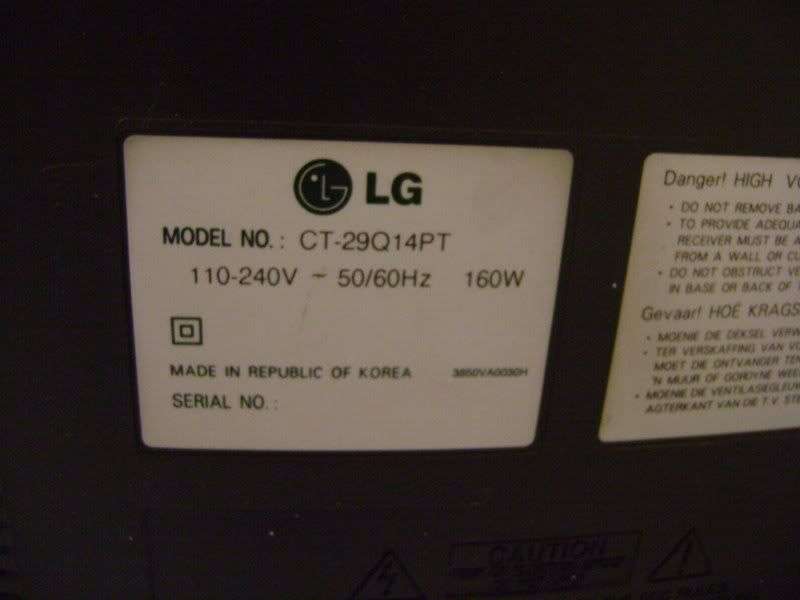 LG
MODEL NO.: CT-29Q14PT
110-240V ~ 50/60Hz 160W
MADE IN REPUBLIC OF KOREA 3850VA0030H
SERIAL NO.:
Danger! HIGH
• DO NOT REMOVE
• TO PROVIDE
RECEIVER MUST BE
FROM A WALL OR
• DO NOT OBSTRUCT
IN BASE OR BACK OF
Gevaar! HOË KRAGS
• MOENIE DIE DEKSEL
• TER VERSKAFFING VAN
MOET DIE ONTVANGER
'N MUUR OF GORDYNE
• MOENIE DIE
AGTERKANT VAN DIE T.V.
CAUTION